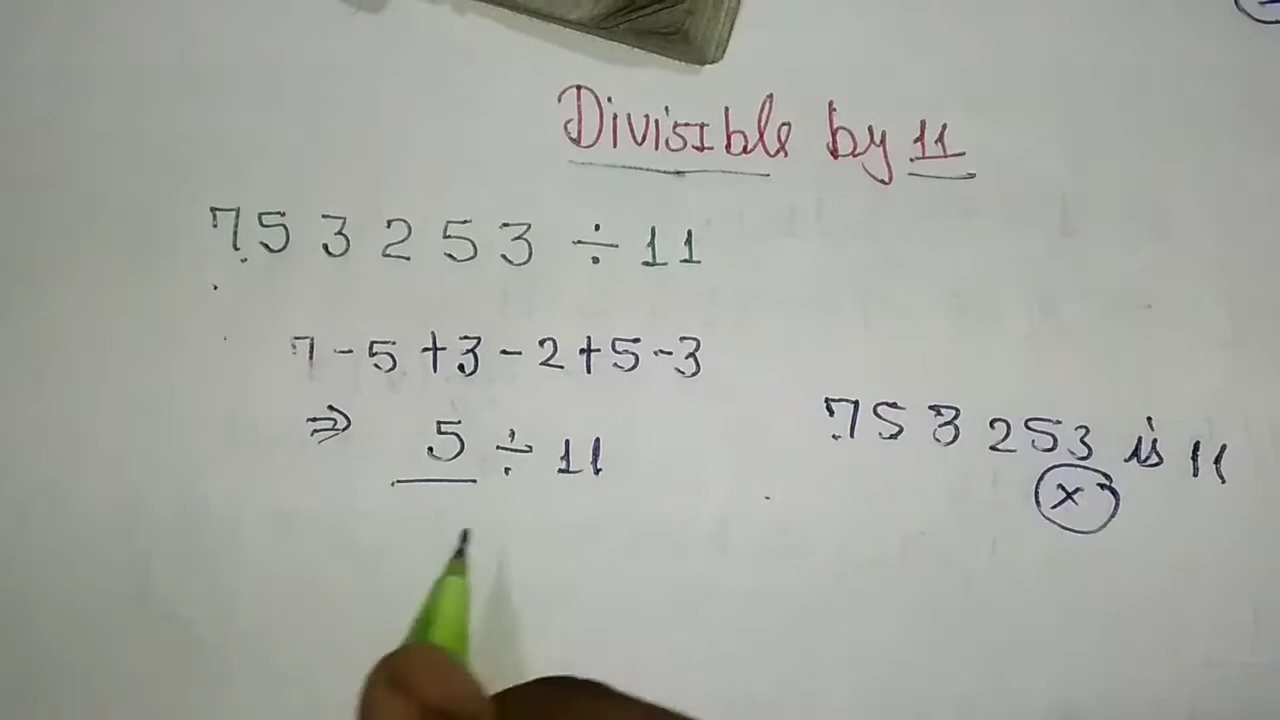 Divisible by 11
753253 ÷ 11
7-5+3-2+5-3
⇒ 5 ÷ 11
753253 is 11
x